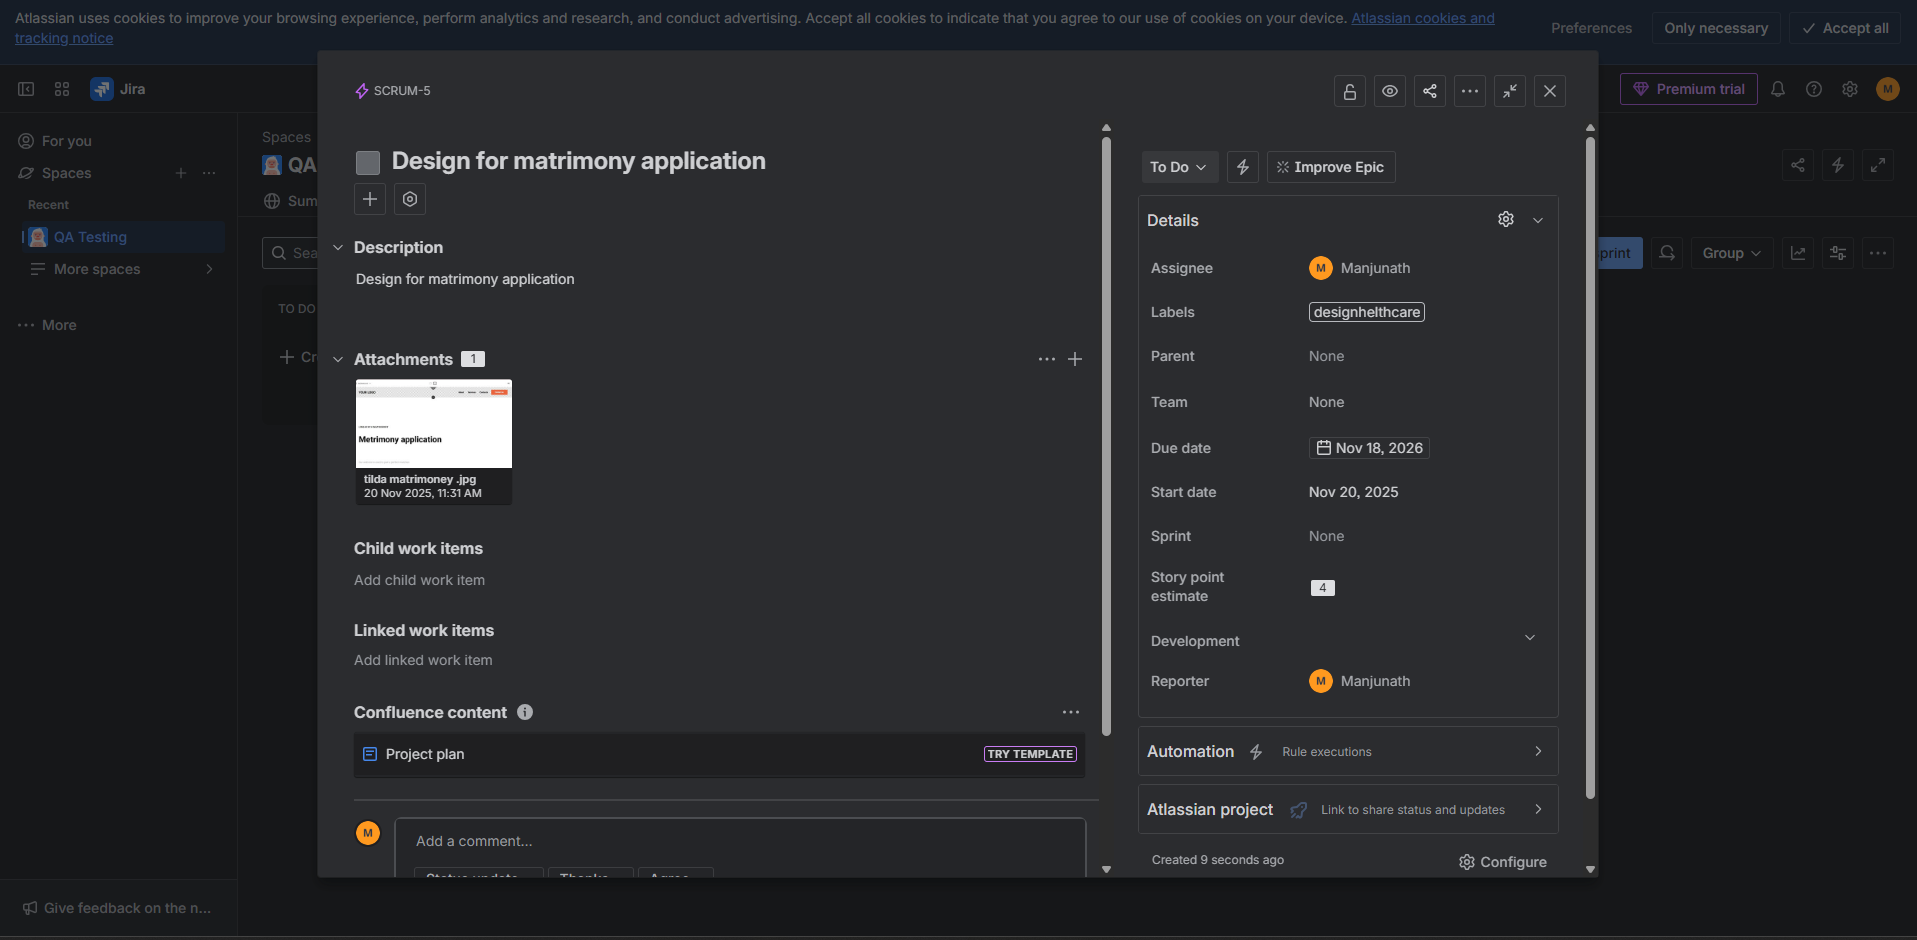 Atlassian uses cookies to improve your browsing experience, perform analytics and research, and conduct advertising. Accept all cookies to indicate that you agree to our use of cookies on your device. Atlassian cookies and
tracking notice
Preferences
Only necessary
Accept all
Jira
Premium trial
M
For you
Spaces
Recent
QA Testing
More spaces
More
Give feedback on the n...
Spaces
QA
Sum
Sea
TO DO
Cr
print
Group
SCRUM-5
Design for matrimony application
Description
Design for matrimony application
Attachments 1
Metrimony application
tilda matrimoney .jpg
20 Nov 2025, 11:31 AM
Child work items
Add child work item
Linked work items
Add linked work item
Confluence content
Project plan
TRY TEMPLATE
M
Add a comment...
Status update
Thanks
Agree
To Do
Improve Epic
Details
Assignee
M Manjunath
Labels
designhelthcare
Parent
None
Team
None
Due date
Nov 18, 2026
Start date
Nov 20, 2025
Sprint
None
Story point
estimate
4
Development
Reporter
M Manjunath
Automation
Rule executions
Atlassian project
Link to share status and updates
Created 9 seconds ago
Configure